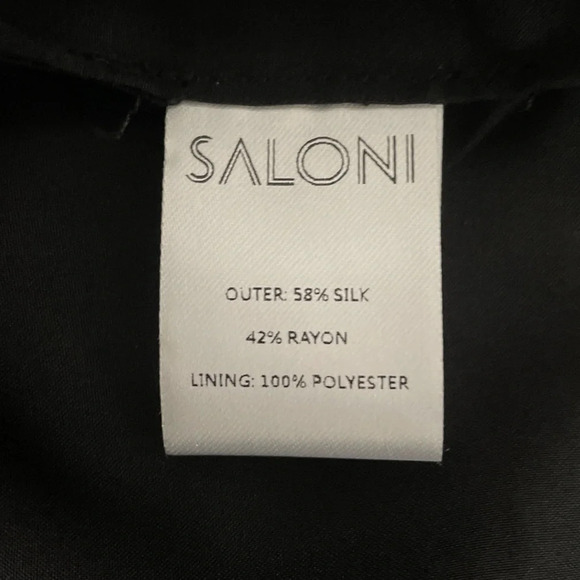 SALONI
OUTER: 58% SILK
42% RAYON
LINING: 100% POLYESTER